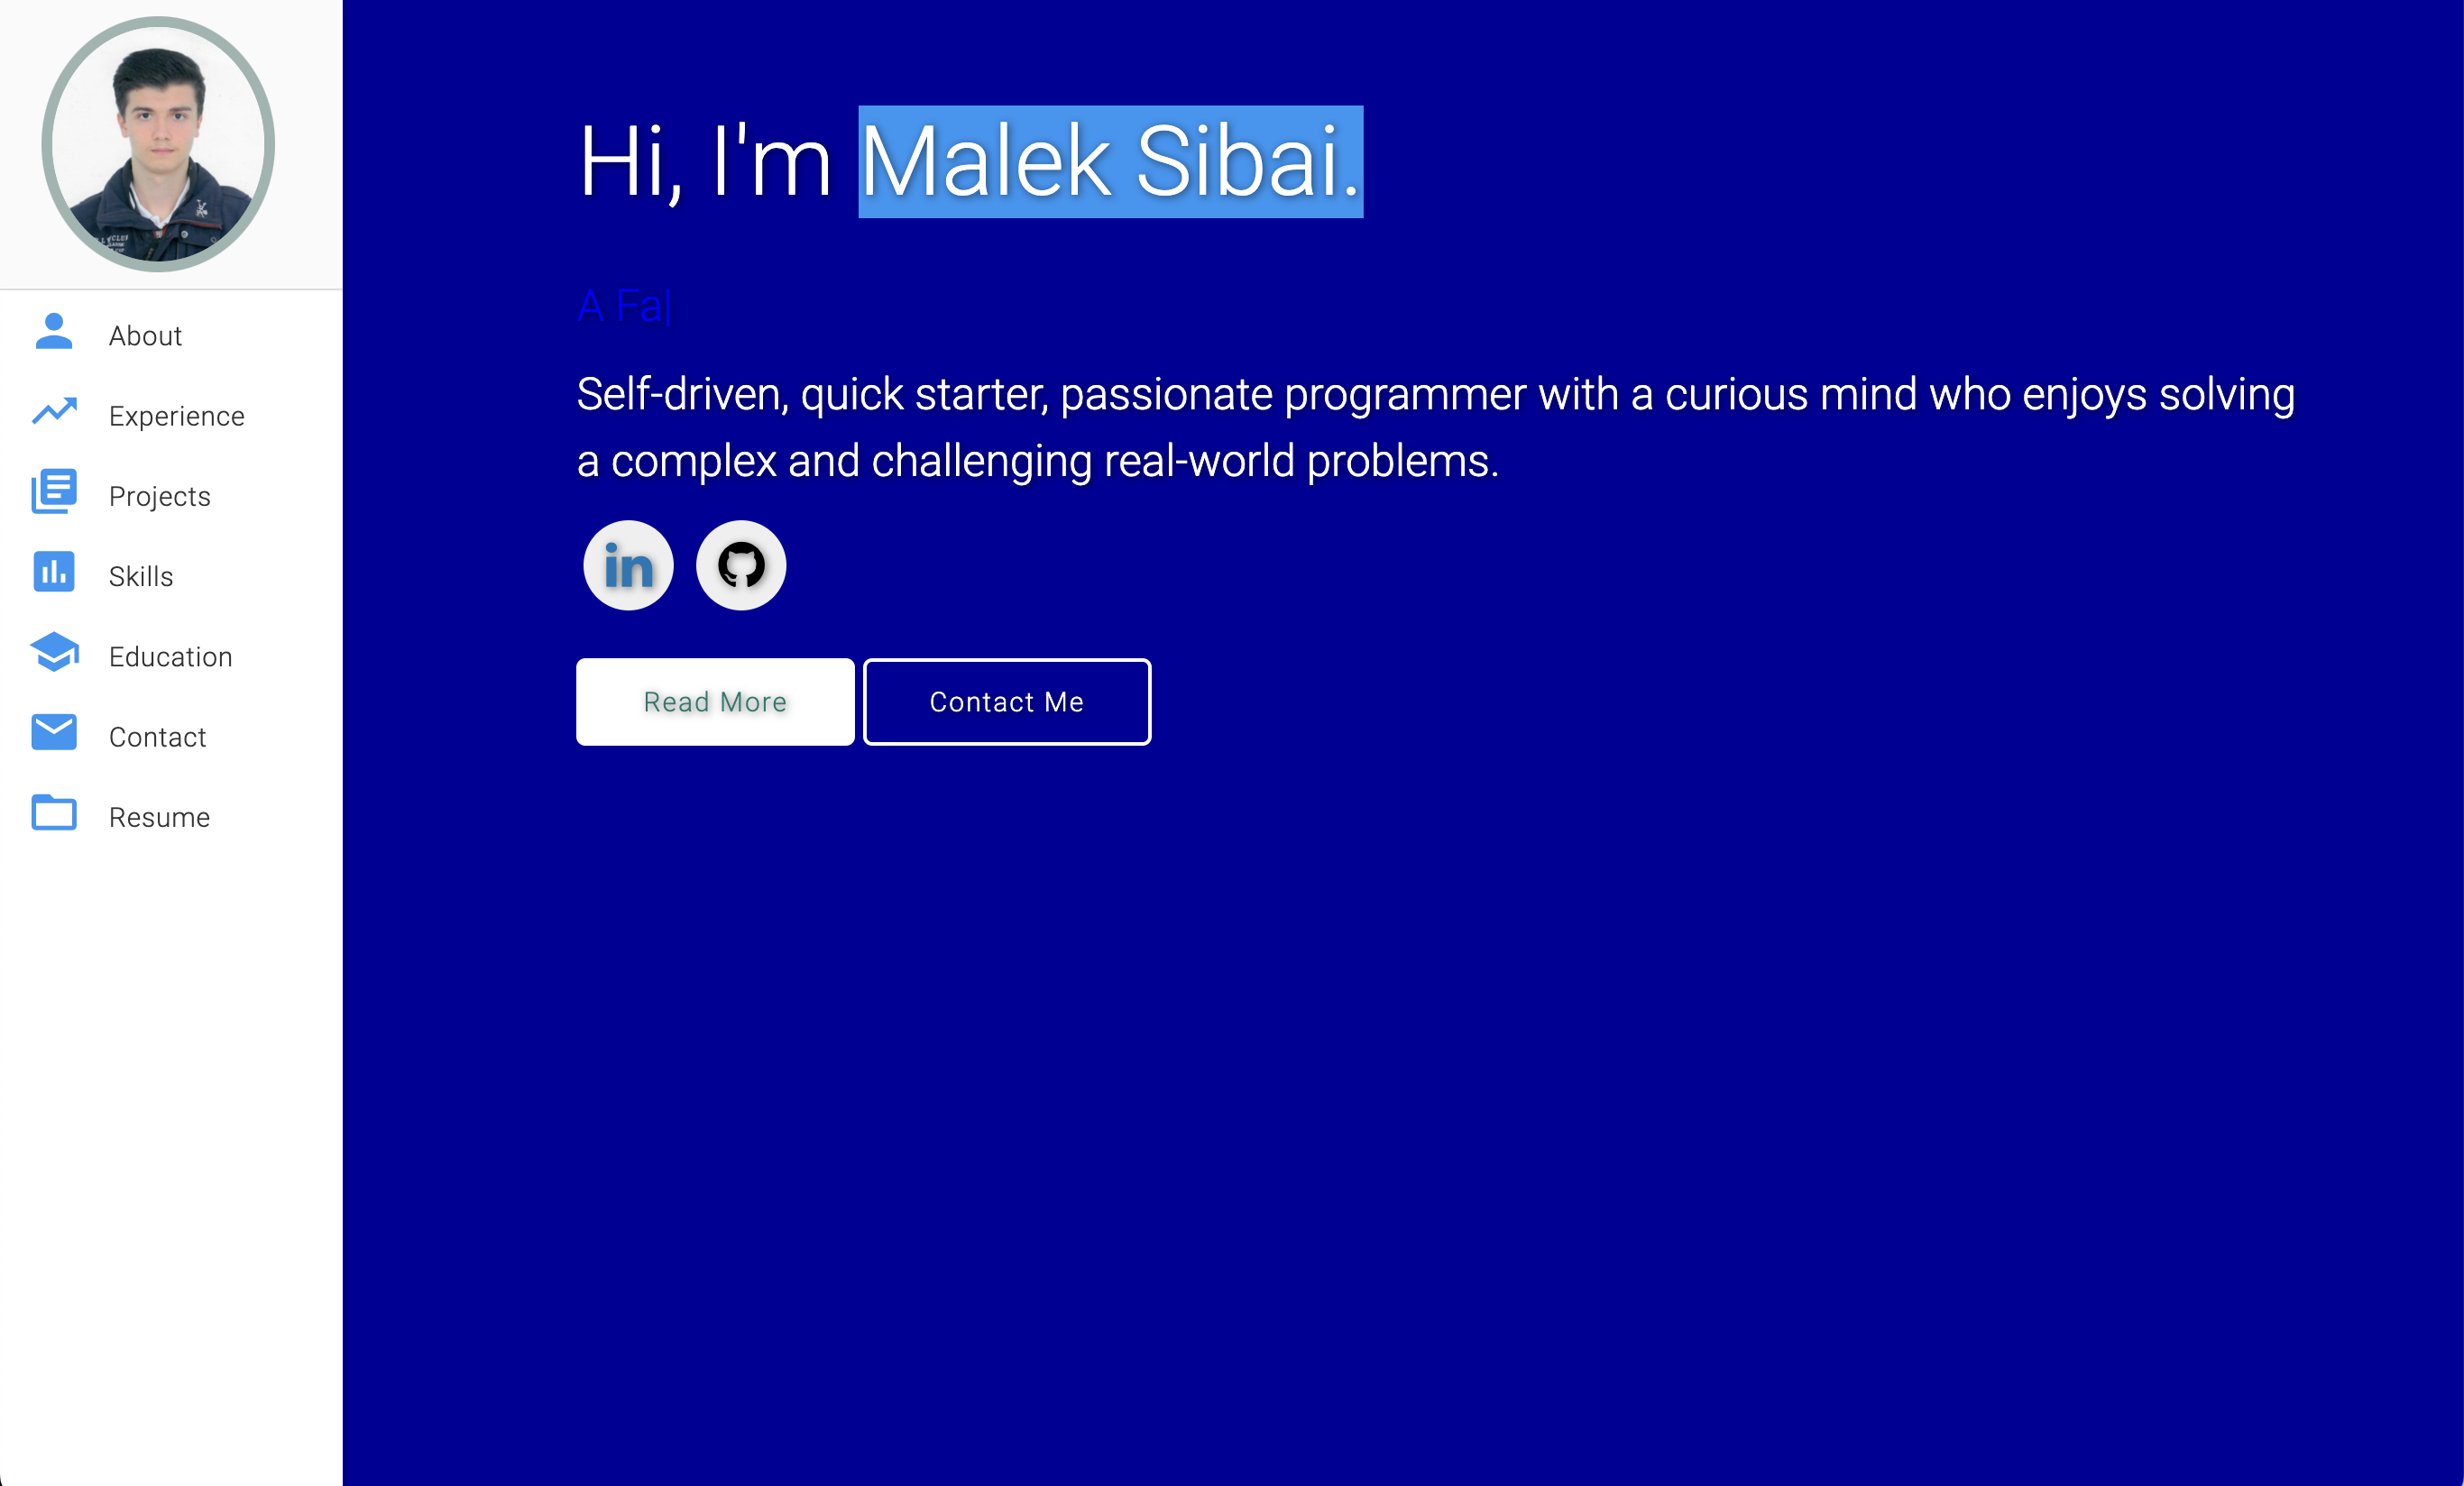 About
Experience
Projects
Skills
Education
Contact
Resume
Hi, I'm Malek Sibai.
A Fa|
Self-driven, quick starter, passionate programmer with a curious mind who enjoys solving
a complex and challenging real-world problems.
in
Read More
Contact Me